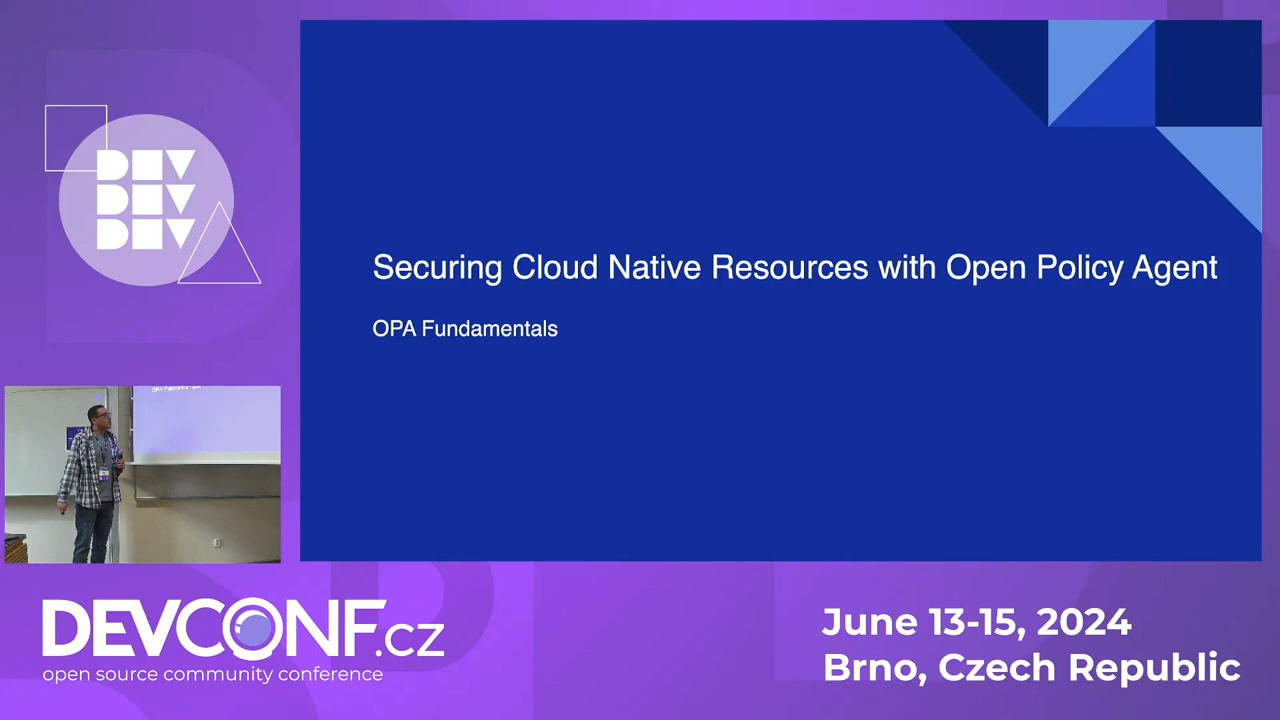 DEV
DEV
DEV
Securing Cloud Native Resources with Open Policy Agent
OPA Fundamentals
DEVCONF.cz
open source community conference
June 13-15, 2024
Brno, Czech Republic